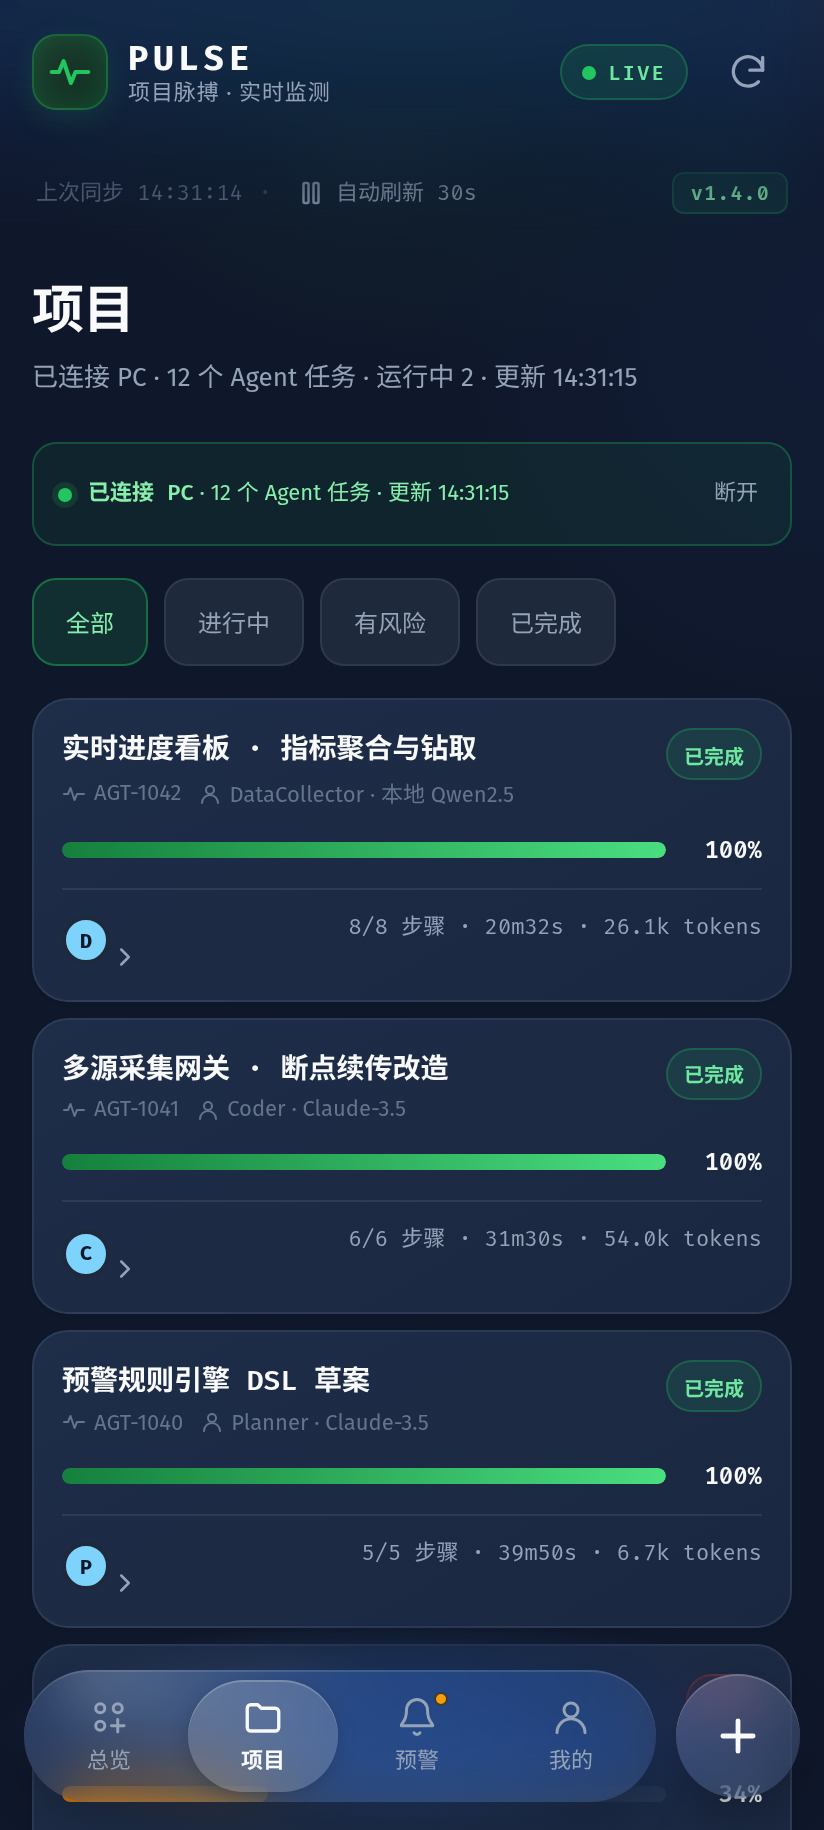 PULSE
项目脉搏 · 实时监测
LIVE
上次同步 14:31:14 · 自动刷新 30s
v1.4.0
项目
已连接 PC · 12 个 Agent 任务 · 运行中 2 · 更新 14:31:15
已连接 PC · 12 个 Agent 任务 · 更新 14:31:15
断开
全部
进行中
有风险
已完成
实时进度看板 · 指标聚合与钻取
已完成
AGT-1042 DataCollector · 本地 Qwen2.5
100%
D
8/8 步骤 · 20m32s · 26.1k tokens
多源采集网关 · 断点续传改造
已完成
AGT-1041 Coder · Claude-3.5
100%
C
6/6 步骤 · 31m30s · 54.0k tokens
预警规则引擎 DSL 草案
已完成
AGT-1040 Planner · Claude-3.5
100%
P
5/5 步骤 · 39m50s · 6.7k tokens
总览
项目
预警
我的
34%